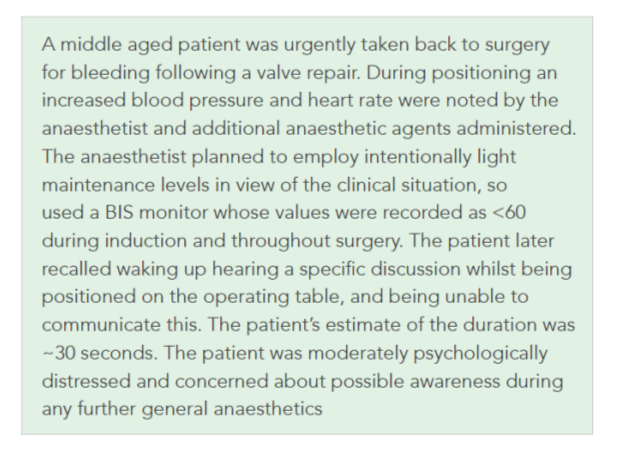 A middle aged patient was urgently taken back to surgery
for bleeding following a valve repair. During positioning an
increased blood pressure and heart rate were noted by the
anaesthetist and additional anaesthetic agents administered.
The anaesthetist planned to employ intentionally light
maintenance levels in view of the clinical situation, so
used a BIS monitor whose values were recorded as <60
during induction and throughout surgery. The patient later
recalled waking up hearing a specific discussion whilst being
positioned on the operating table, and being unable to
communicate this. The patient’s estimate of the duration was
~30 seconds. The patient was moderately psychologically
distressed and concerned about possible awareness during
any further general anaesthetics